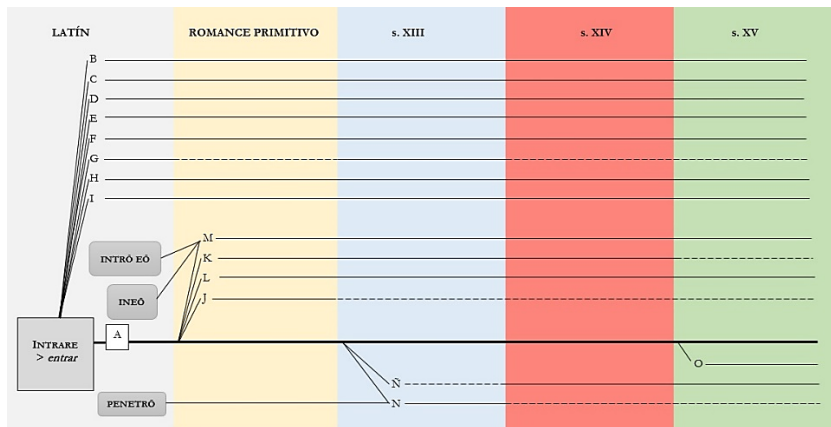 LATÍN ROMANCE PRIMITIVO s. XIII s. XIV s. XV
B
C
D
E
F
G
H
I
M
INTRŌ EŌ
K
L
INEŌ
J
A
INTRARE
> entrar
O
Ñ
PENETRŌ
N